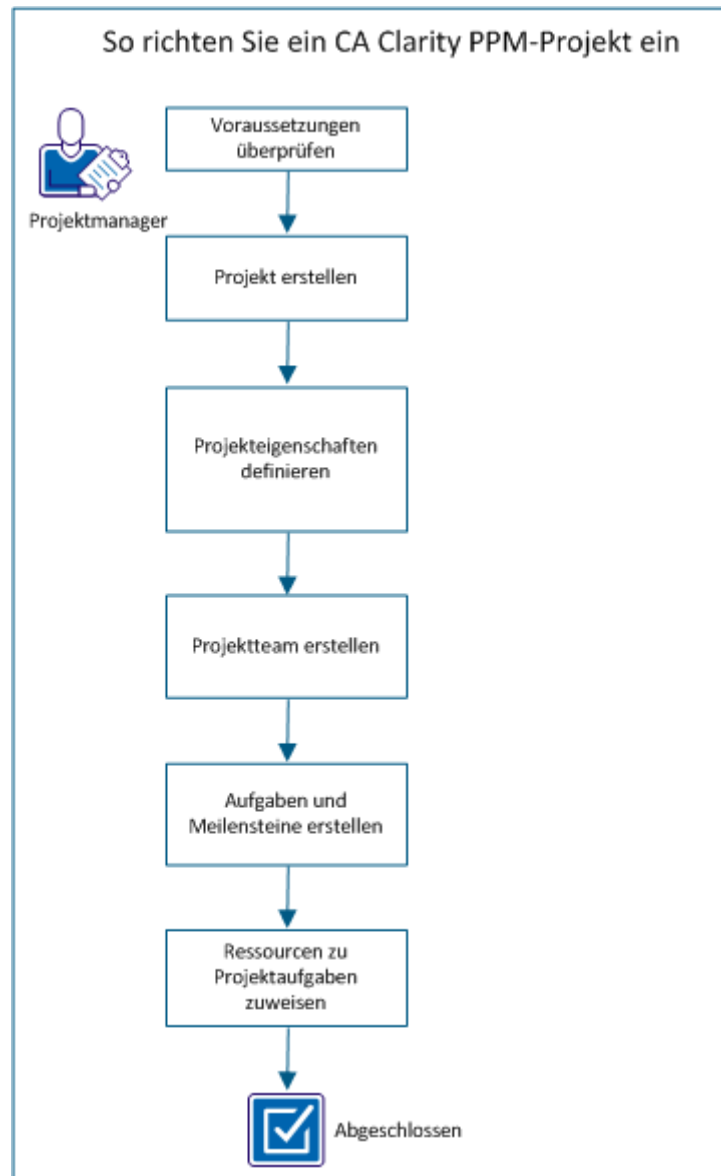 So richten Sie ein CA Clarity PPM-Projekt ein
Voraussetzungen
überprüfen
Projektmanager
Projekt erstellen
Projekteigenschaften
definieren
Projektteam erstellen
Aufgaben und
Meilensteine erstellen
Ressourcen zu
Projektaufgaben
zuweisen
Abgeschlossen